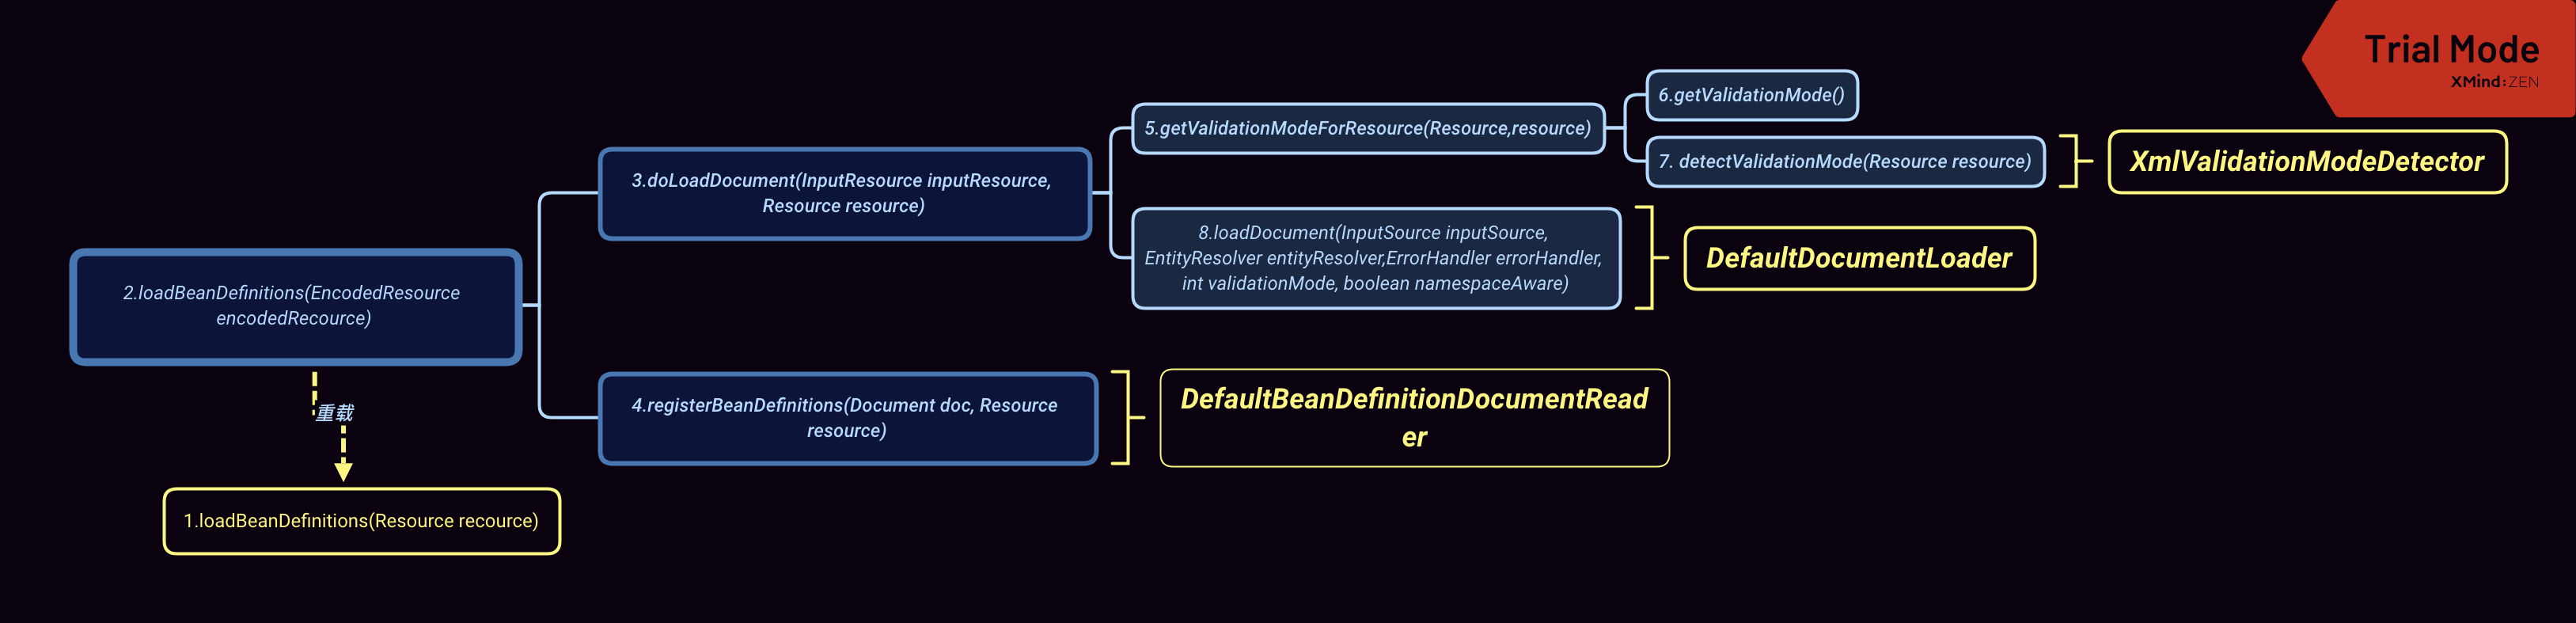 Trial Mode
XMind:ZEN
6.getValidationMode()
5.getValidationModeForResource(Resource,resource)
7. detectValidationMode(Resource resource)
XmlValidationModeDetector
3.doLoadDocument(InputResource inputResource,
Resource resource)
8.loadDocument(InputSource inputSource,
EntityResolver entityResolver,ErrorHandler errorHandler,
int validationMode, boolean namespaceAware)
DefaultDocumentLoader
2.loadBeanDefinitions(EncodedResource
encodedRecource)
4.registerBeanDefinitions(Document doc, Resource
resource)
DefaultBeanDefinitionDocumentRead
er
重载
1.loadBeanDefinitions(Resource recource)